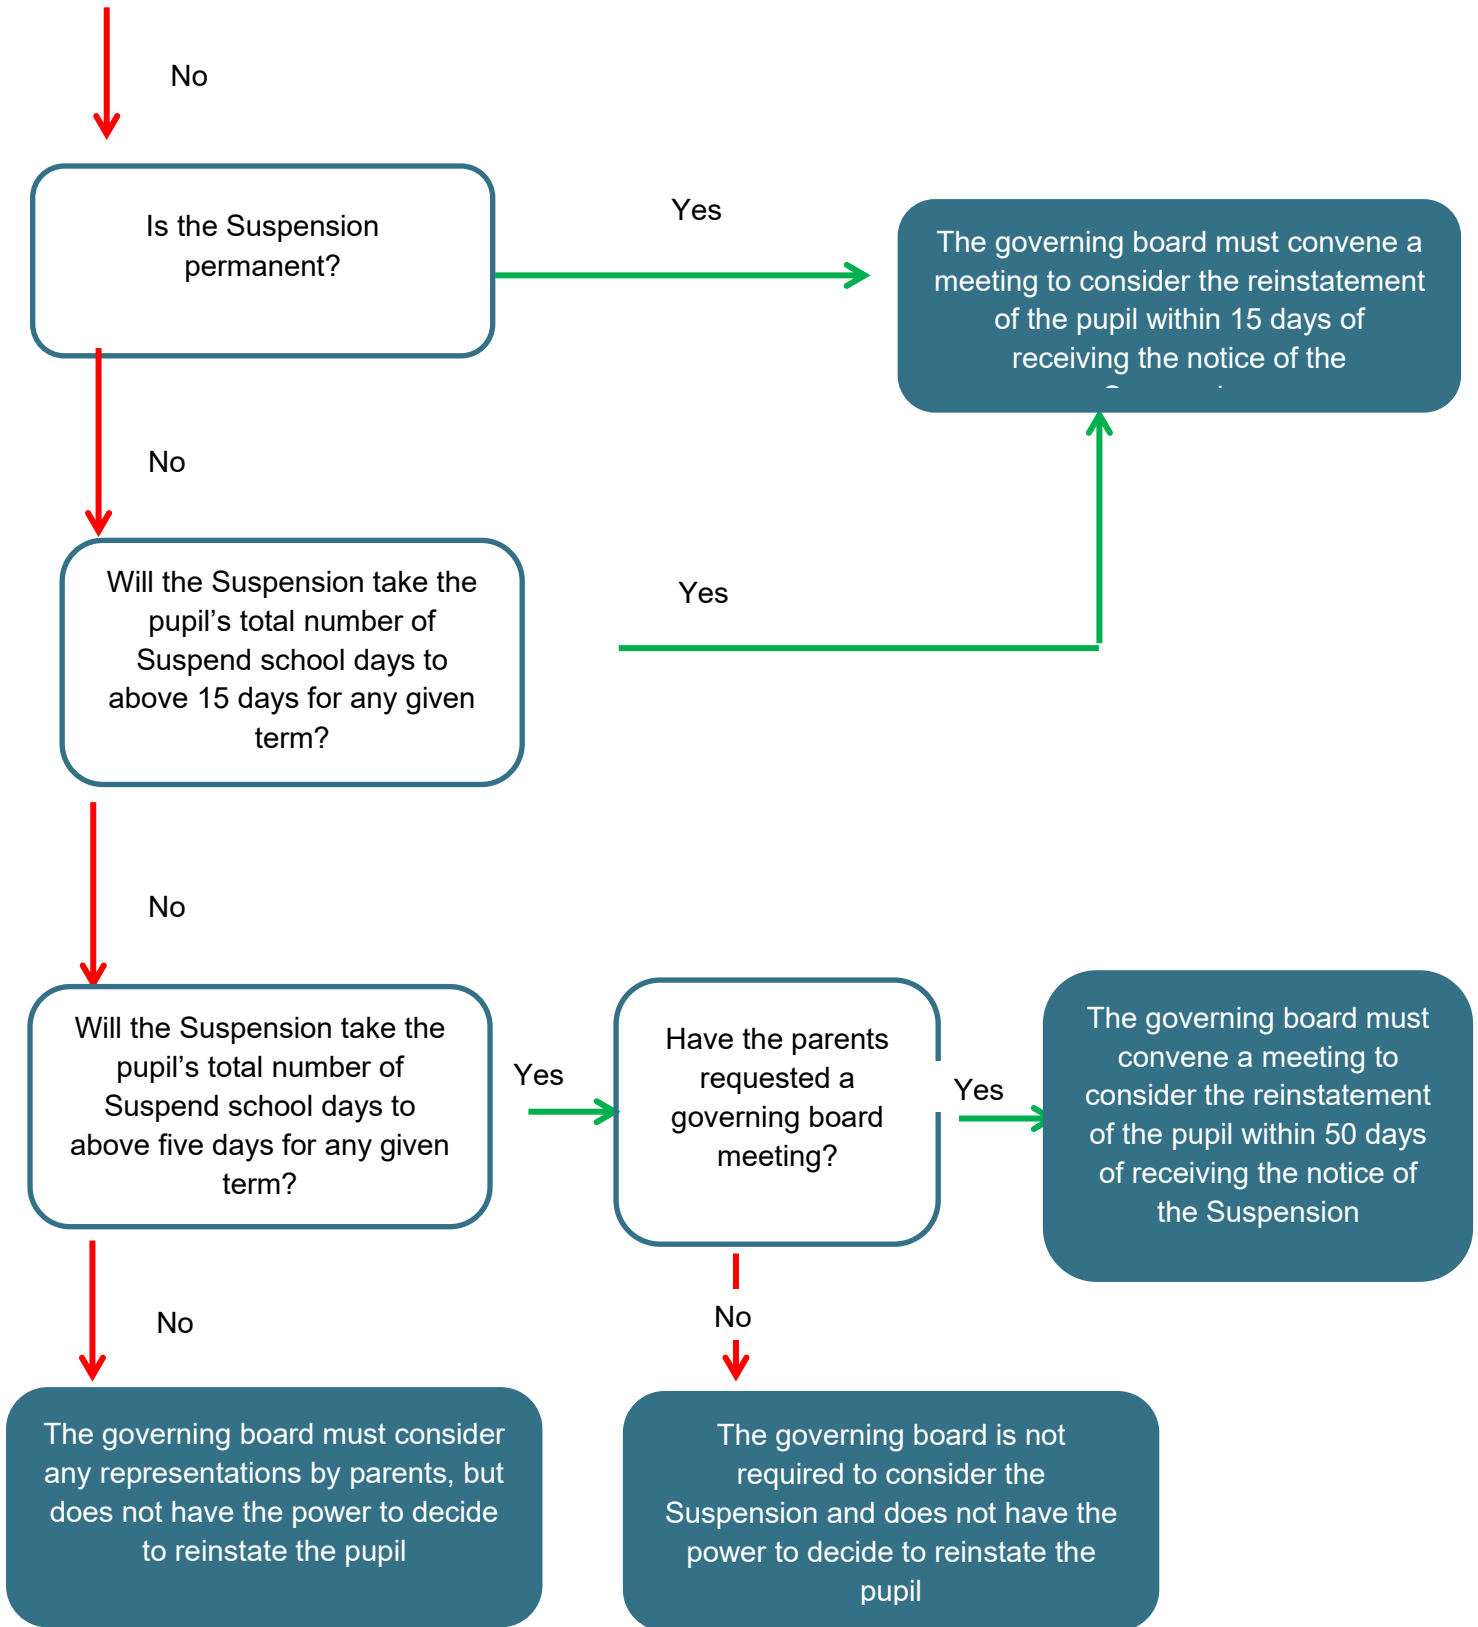 No
Is the Suspension
permanent?
Yes
The governing board must convene a
meeting to consider the reinstatement
of the pupil within 15 days of
receiving the notice of the
No
Will the Suspension take the
pupil’s total number of
Suspend school days to
above 15 days for any given
term?
Yes
No
Will the Suspension take the
pupil’s total number of
Suspend school days to
above five days for any given
term?
Yes
Have the parents
requested a
governing board
meeting?
Yes
The governing board must
convene a meeting to
consider the reinstatement
of the pupil within 50 days
of receiving the notice of
the Suspension
No
No
The governing board must consider
any representations by parents, but
does not have the power to decide
to reinstate the pupil
The governing board is not
required to consider the
Suspension and does not have the
power to decide to reinstate the
pupil